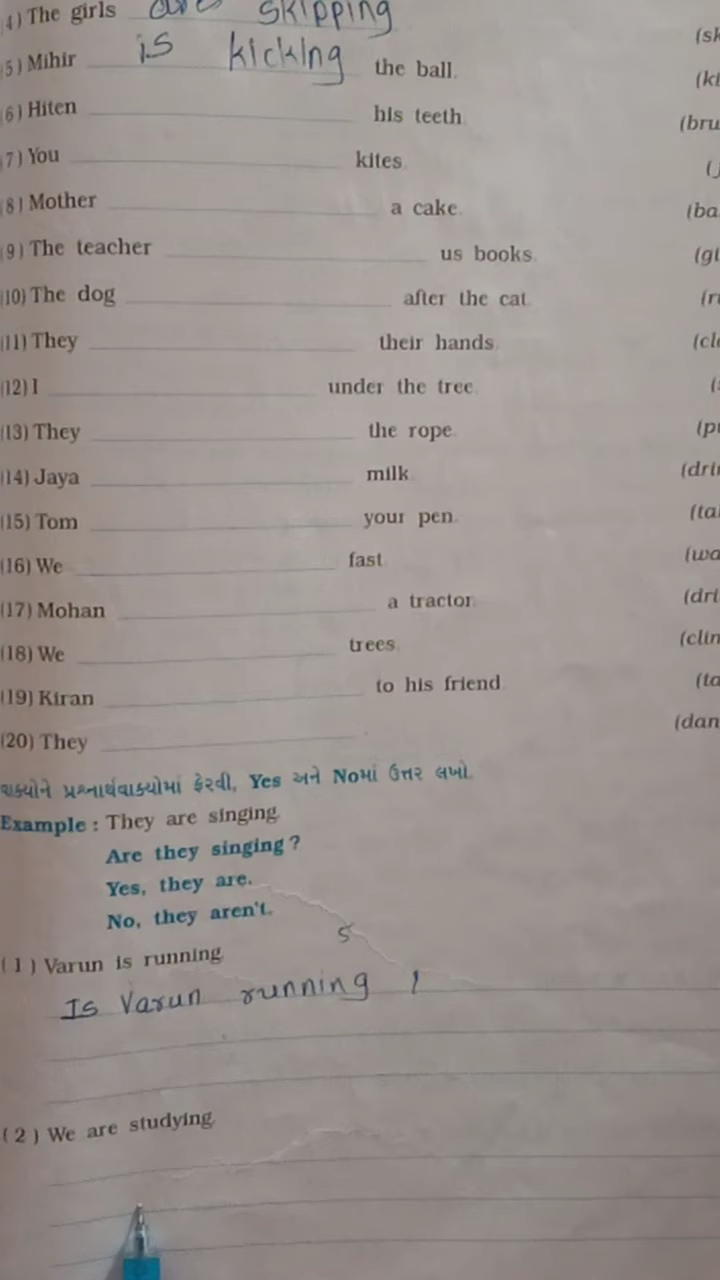 (4) The girls are skipping (sk
(5) Mihir is kicking the ball. (ki
(6) Hiten his teeth. (bru
(7) You kites. (
(8) Mother a cake. (ba
(9) The teacher us books. (gi
(10) The dog after the cat. (r
(11) They their hands. (cle
(12) I under the tree. (
(13) They the rope. (pu
(14) Jaya milk. (dri
(15) Tom your pen. (ta
(16) We fast. (wa
(17) Mohan a tractor. (dri
(18) We trees. (clim
(19) Kiran to his friend. (ta
(20) They (dan
વાક્યોને પ્રશ્નાર્થવાક્યોમાં ફેરવી, Yes અને Noમાં ઉત્તર લખો.
Example : They are singing.
Are they singing ?
Yes, they are.
No, they aren't.
(1) Varun is running.
Is Varun running
(2) We are studying.